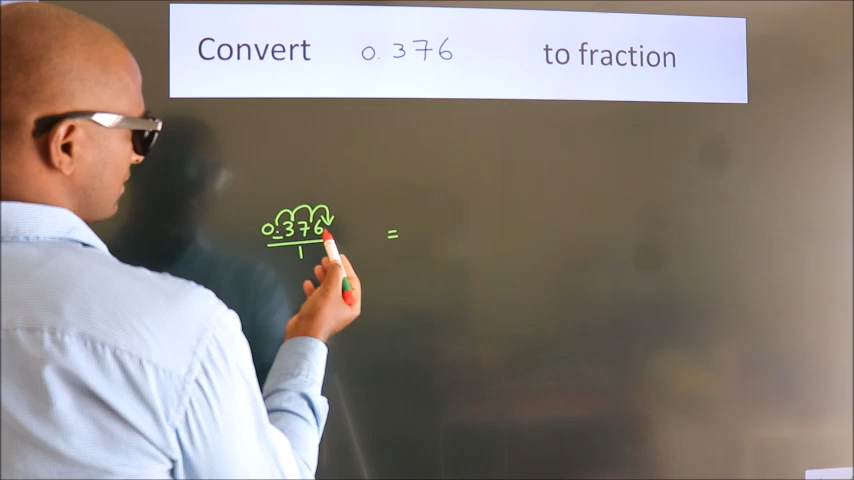 Convert 0.376 to fraction
0.376 =
1